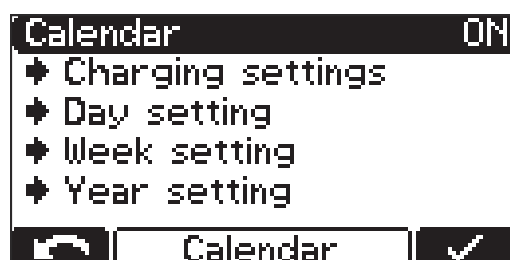 Calendar ON
Charging settings
Day setting
Week setting
Year setting
Calendar